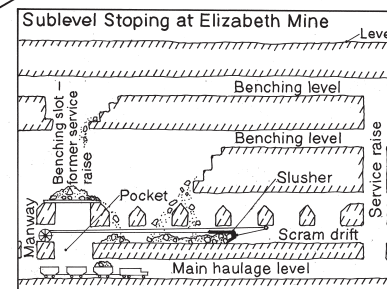 Sublevel Stoping at Elizabeth Mine
Leve
Benching level
Benching slot –
former service
raise
Benching level
Service raise
Pocket
Slusher
Manway
Scram drift
Main haulage level